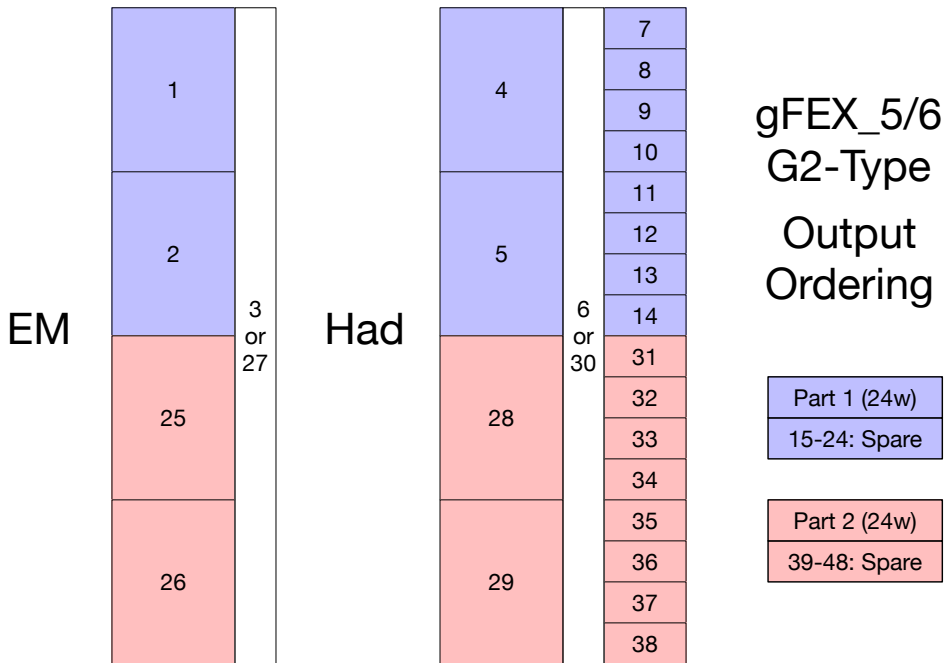 EM
1
2
25
26
3
or
27
Had
4
5
28
29
6
or
30
7
8
9
10
11
12
13
14
31
32
33
34
35
36
37
38
gFEX_5/6
G2-Type
Output
Ordering
Part 1 (24w)
15-24: Spare
Part 2 (24w)
39-48: Spare